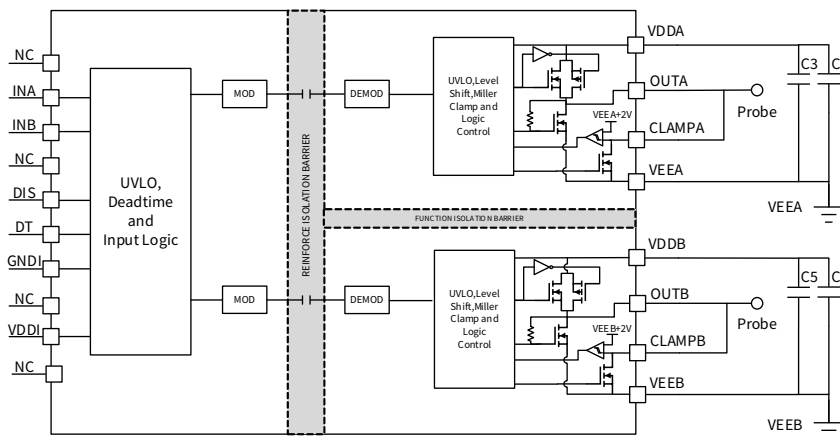 NC
INA
INB
NC
DIS
DT
GNDI
NC
VDDI
NC
UVLO,
Deadtime
and
Input Logic
MOD
MOD
REINFORCE ISOLATION BARRIER
FUNCTION ISOLATION BARRIER
DEMOD
DEMOD
UVLO,Level
Shift,Miller
Clamp and
Logic
Control
VEEA+2V
VDDA
OUTA
CLAMPA
VEEA
Probe
C3
C
VEEA
UVLO,Level
Shift,Miller
Clamp and
Logic
Control
VEEB+2V
VDDB
OUTB
CLAMPB
VEEB
Probe
C5
C
VEEB